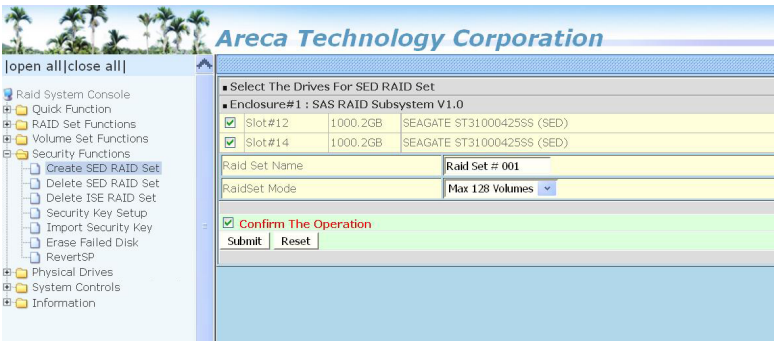 Areca Technology Corporation
|open all|close all|
Raid System Console
Quick Function
RAID Set Functions
Volume Set Functions
Security Functions
Create SED RAID Set
Delete SED RAID Set
Delete ISE RAID Set
Security Key Setup
Import Security Key
Erase Failed Disk
RevertSP
Physical Drives
System Controls
Information
Select The Drives For SED RAID Set
Enclosure#1 : SAS RAID Subsystem V1.0
Slot#12 1000.2GB SEAGATE ST31000425SS (SED)
Slot#14 1000.2GB SEAGATE ST31000425SS (SED)
Raid Set Name Raid Set # 001
RaidSet Mode Max 128 Volumes
Confirm The Operation
Submit Reset